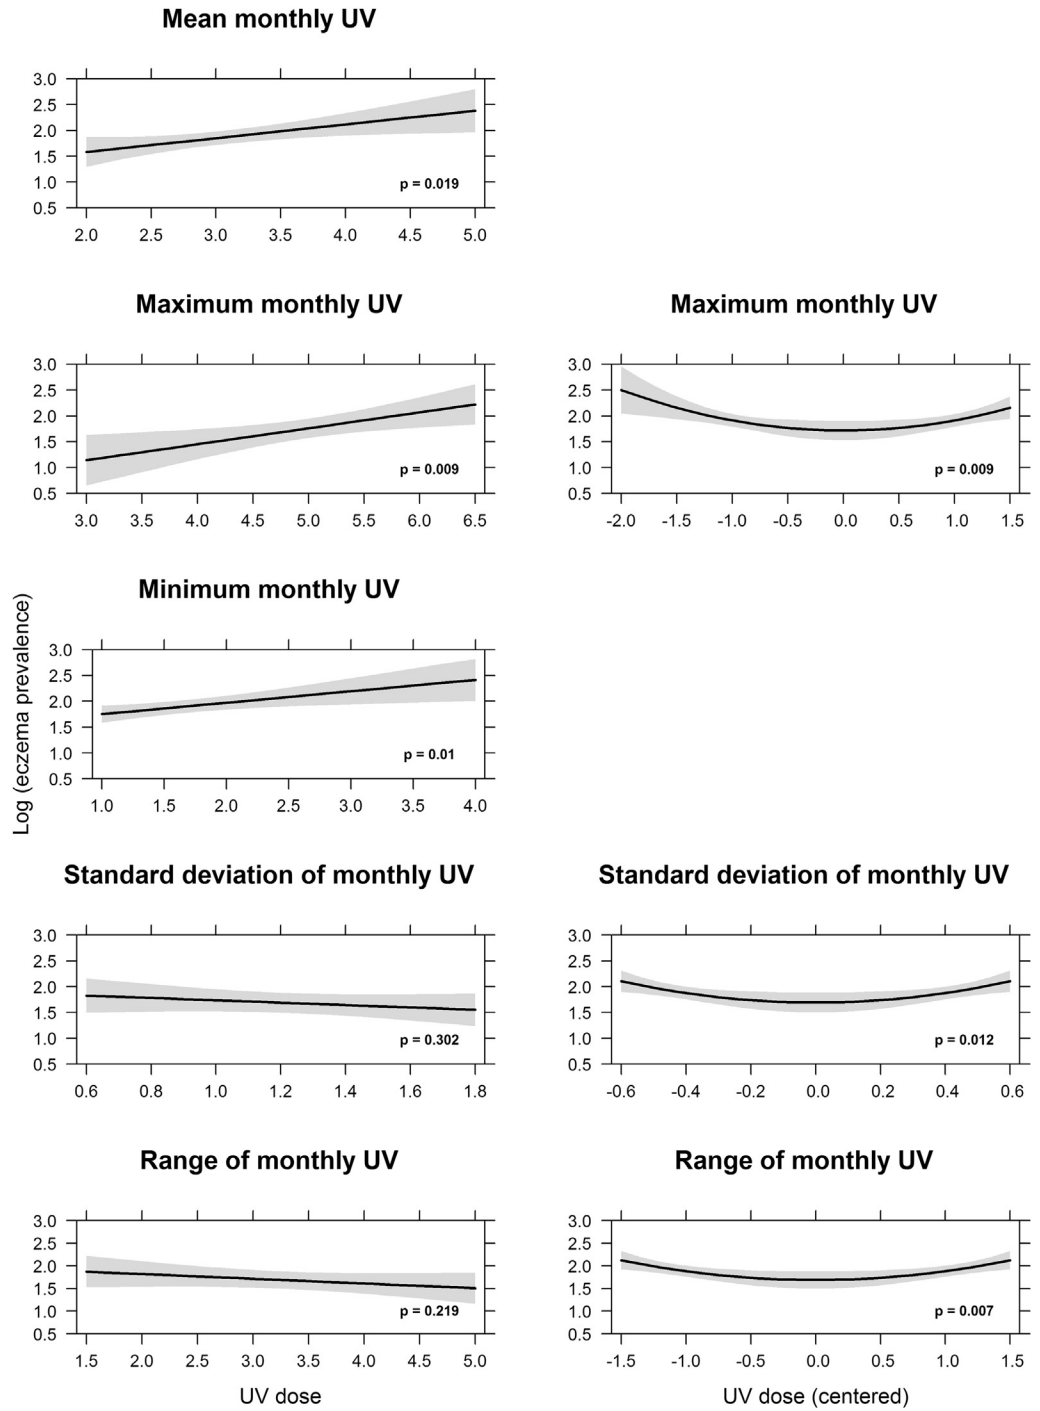 Mean monthly UV
3.0
2.5
2.0
1.5
1.0
0.5
p = 0.019
2.0 2.5 3.0 3.5 4.0 4.5 5.0
Maximum monthly UV
3.0
2.5
2.0
1.5
1.0
0.5
p = 0.009
3.0 3.5 4.0 4.5 5.0 5.5 6.0 6.5
Maximum monthly UV
3.0
2.5
2.0
1.5
1.0
0.5
p = 0.009
-2.0 -1.5 -1.0 -0.5 0.0 0.5 1.0 1.5
Minimum monthly UV
3.0
2.5
2.0
1.5
1.0
0.5
p = 0.01
1.0 1.5 2.0 2.5 3.0 3.5 4.0
Log (eczema prevalence)
Standard deviation of monthly UV
3.0
2.5
2.0
1.5
1.0
0.5
p = 0.302
0.6 0.8 1.0 1.2 1.4 1.6 1.8
Standard deviation of monthly UV
3.0
2.5
2.0
1.5
1.0
0.5
p = 0.012
-0.6 -0.4 -0.2 0.0 0.2 0.4 0.6
Range of monthly UV
3.0
2.5
2.0
1.5
1.0
0.5
p = 0.219
1.5 2.0 2.5 3.0 3.5 4.0 4.5 5.0
UV dose
Range of monthly UV
3.0
2.5
2.0
1.5
1.0
0.5
p = 0.007
-1.5 -1.0 -0.5 0.0 0.5 1.0 1.5
UV dose (centered)